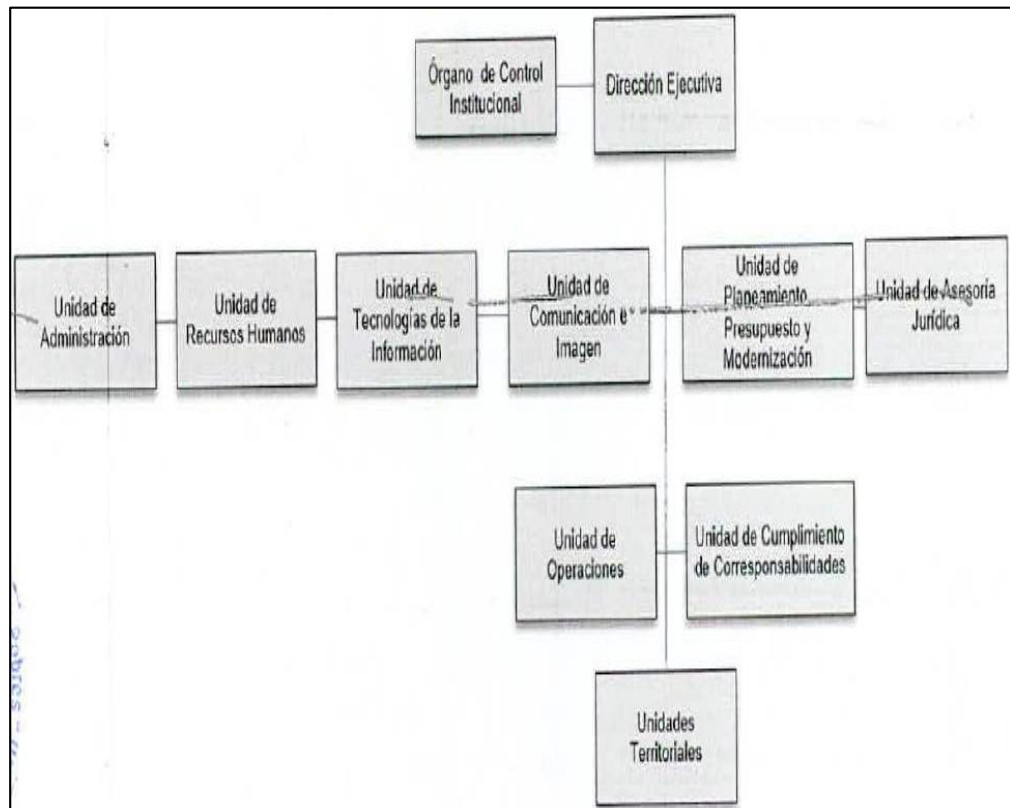 Órgano de Control
Institucional
Dirección Ejecutiva
Unidad de
Administración
Unidad de
Recursos Humanos
Unidad de
Tecnologías de la
Información
Unidad de
Comunicación e
Imagen
Unidad de
Planeamiento,
Presupuesto y
Modernización
Unidad de Asesoría
Jurídica
Unidad de
Operaciones
Unidad de Cumplimiento
de Corresponsabilidades
Unidades
Territoriales